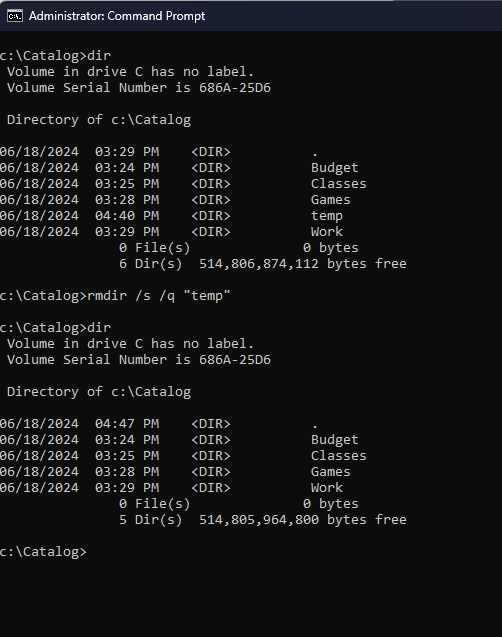 Administrator: Command Prompt
c:\Catalog>dir
Volume in drive C has no label.
Volume Serial Number is 686A-25D6
Directory of c:\Catalog
06/18/2024  03:29 PM    <DIR>          .
06/18/2024  03:24 PM    <DIR>          Budget
06/18/2024  03:25 PM    <DIR>          Classes
06/18/2024  03:28 PM    <DIR>          Games
06/18/2024  04:40 PM    <DIR>          temp
06/18/2024  03:29 PM    <DIR>          Work
0 File(s)              0 bytes
6 Dir(s)  514,806,874,112 bytes free
c:\Catalog>rmdir /s /q "temp"
c:\Catalog>dir
Volume in drive C has no label.
Volume Serial Number is 686A-25D6
Directory of c:\Catalog
06/18/2024  04:47 PM    <DIR>          .
06/18/2024  03:24 PM    <DIR>          Budget
06/18/2024  03:25 PM    <DIR>          Classes
06/18/2024  03:28 PM    <DIR>          Games
06/18/2024  03:29 PM    <DIR>          Work
0 File(s)              0 bytes
5 Dir(s)  514,805,964,800 bytes free
c:\Catalog>